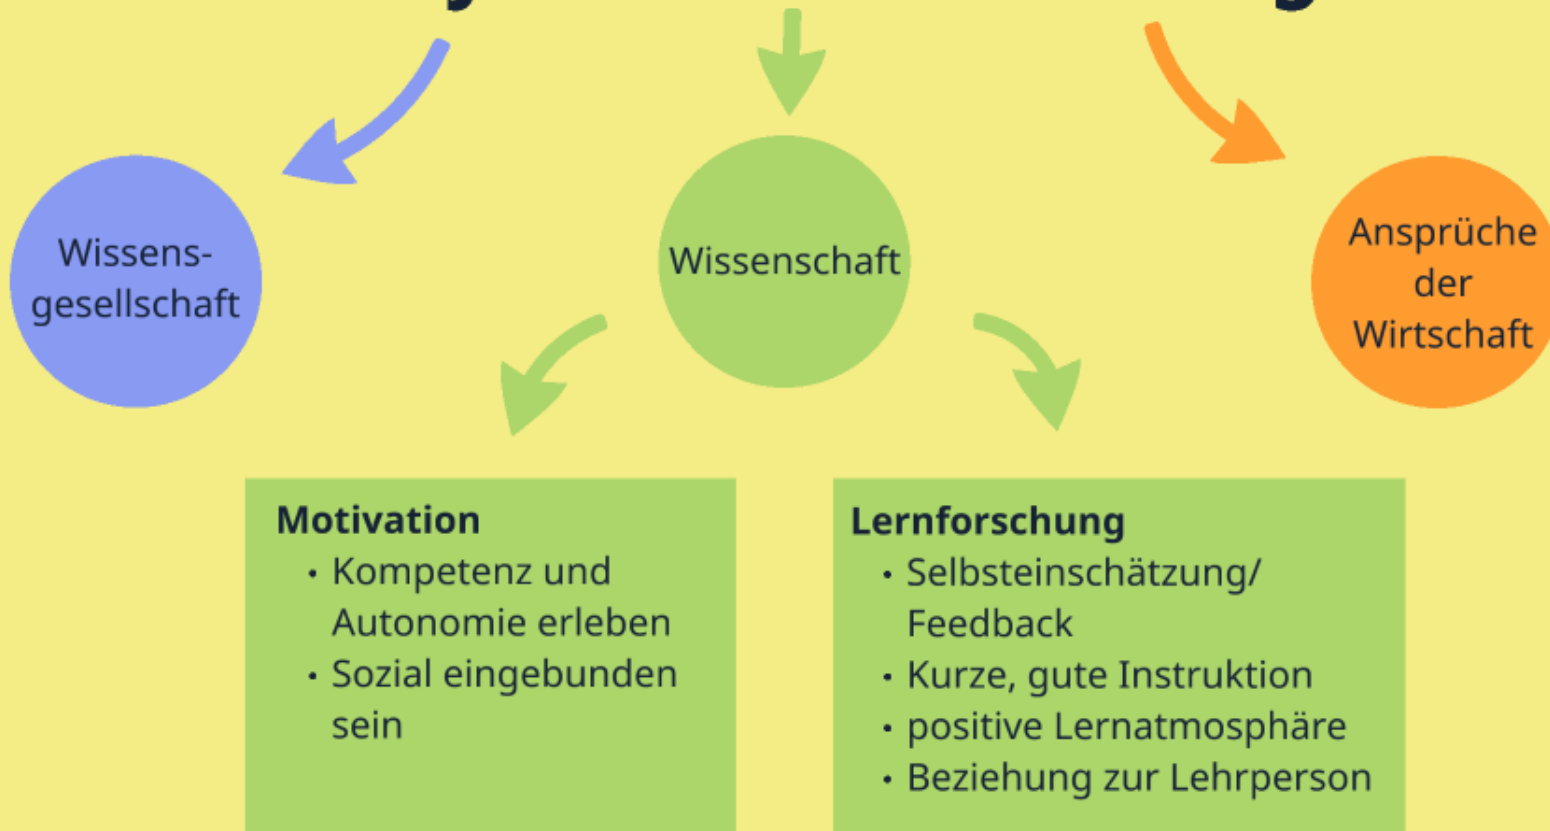 Wissens-
gesellschaft
Wissenschaft
Ansprüche
der
Wirtschaft
Motivation
· Kompetenz und
Autonomie erleben
· Sozial eingebunden
sein
Lernforschung
· Selbsteinschätzung/
Feedback
· Kurze, gute Instruktion
· positive Lernatmosphäre
· Beziehung zur Lehrperson